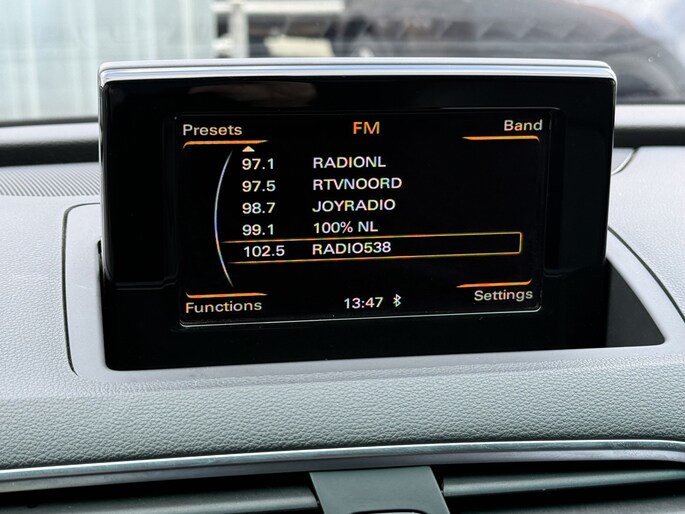 Presets FM Band
97.1 RADIONL
97.5 RTVNOORD
98.7 JOYRADIO
99.1 100% NL
102.5 RADIO538
Functions 13:47 Settings